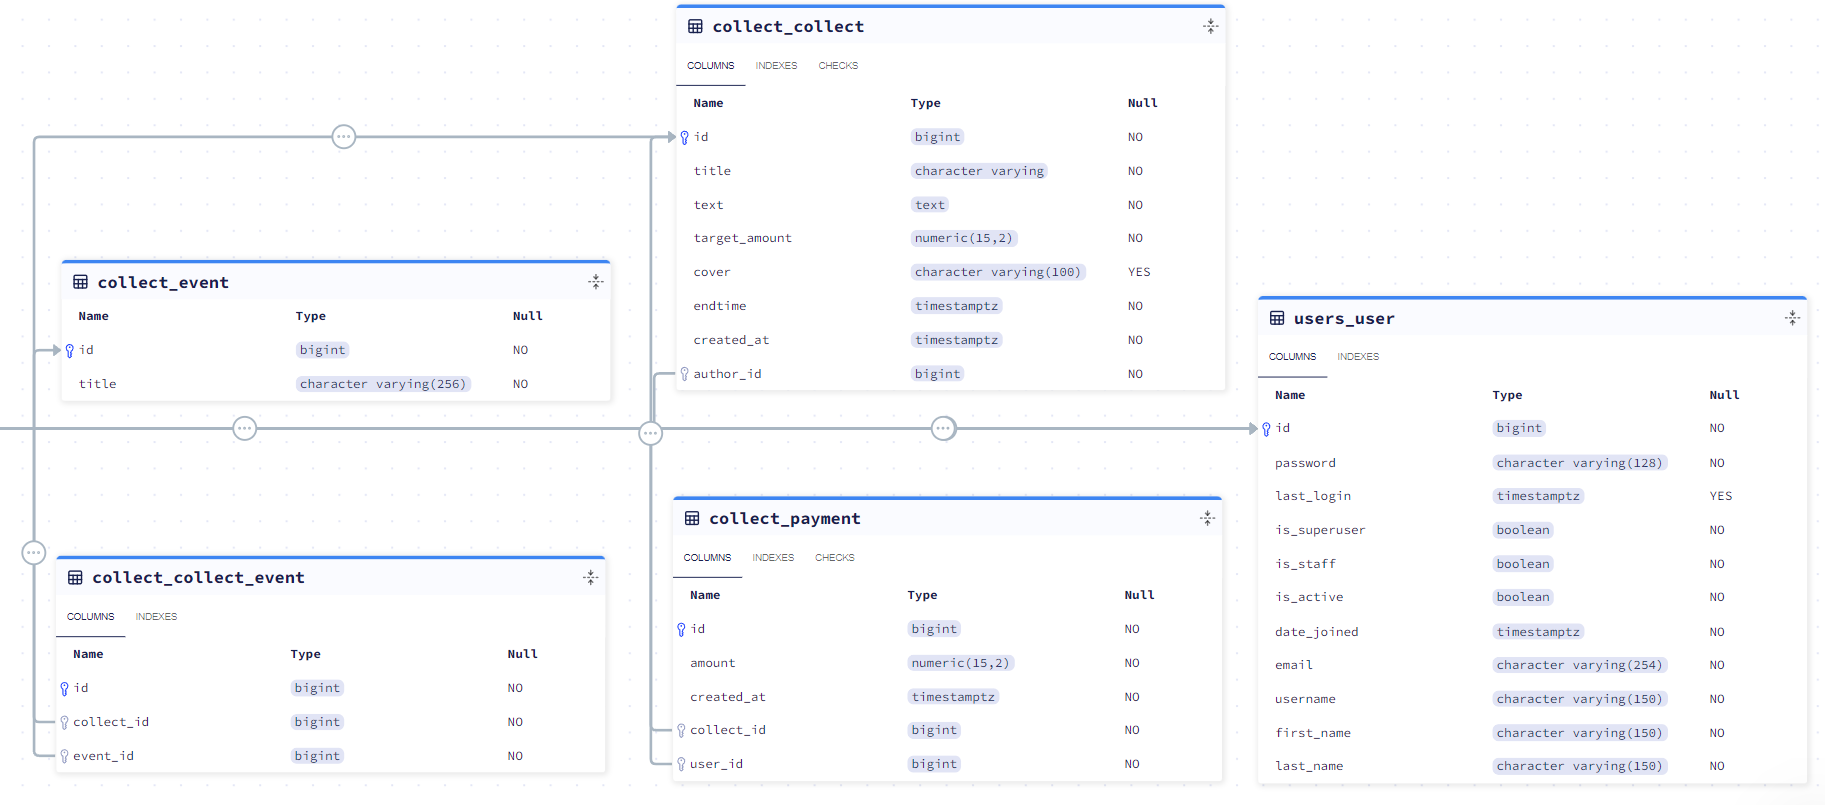 collect_collect
COLUMNS INDEXES CHECKS
Name Type Null
id bigint NO
title character varying NO
text text NO
target_amount numeric(15,2) NO
cover character varying(100) YES
endtime timestamptz NO
created_at timestamptz NO
author_id bigint NO
collect_event
Name Type Null
id bigint NO
title character varying(256) NO
users_user
COLUMNS INDEXES
Name Type Null
id bigint NO
password character varying(128) NO
last_login timestamptz YES
is_superuser boolean NO
is_staff boolean NO
is_active boolean NO
date_joined timestamptz NO
email character varying(254) NO
username character varying(150) NO
first_name character varying(150) NO
last_name character varying(150) NO
collect_collect_event
COLUMNS INDEXES
Name Type Null
id bigint NO
collect_id bigint NO
event_id bigint NO
collect_payment
COLUMNS INDEXES CHECKS
Name Type Null
id bigint NO
amount numeric(15,2) NO
created_at timestamptz NO
collect_id bigint NO
user_id bigint NO